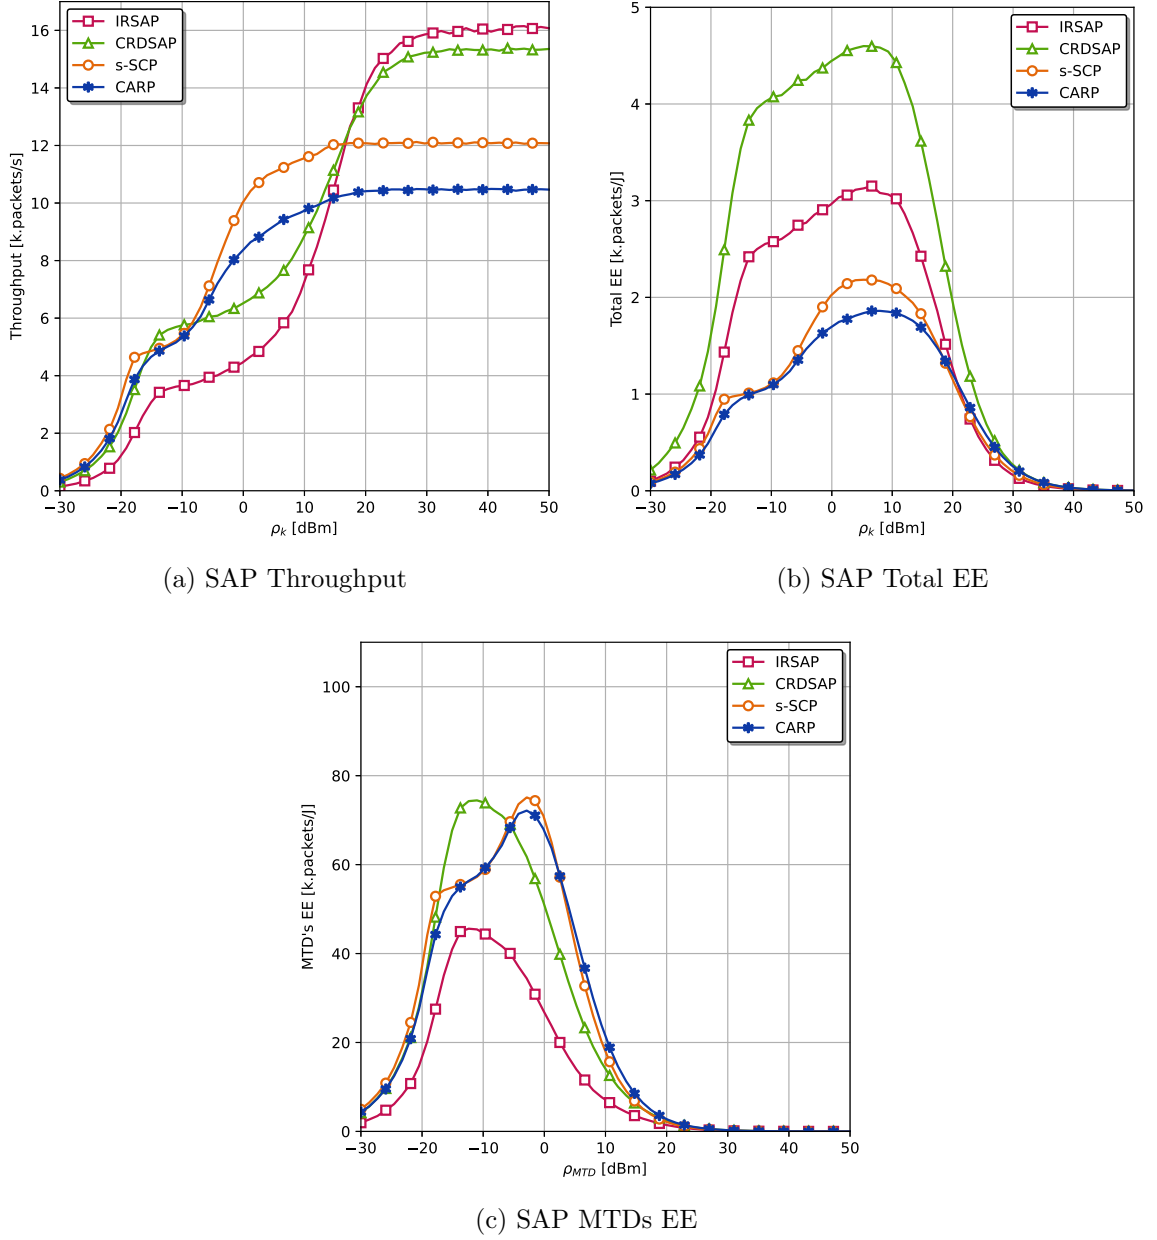 IRSAP
CRDSAP
s-SCP
CARP
Throughput [k.packets/s]
16
14
12
10
8
6
4
2
0
−30 −20 −10 0 10 20 30 40 50
ρk [dBm]
(a) SAP Throughput
IRSAP
CRDSAP
s-SCP
CARP
Total EE [k.packets/J]
5
4
3
2
1
0
−30 −20 −10 0 10 20 30 40 50
ρk [dBm]
(b) SAP Total EE
IRSAP
CRDSAP
s-SCP
CARP
MTD's EE [k.packets/J]
100
80
60
40
20
0
−30 −20 −10 0 10 20 30 40 50
ρMTD [dBm]
(c) SAP MTDs EE